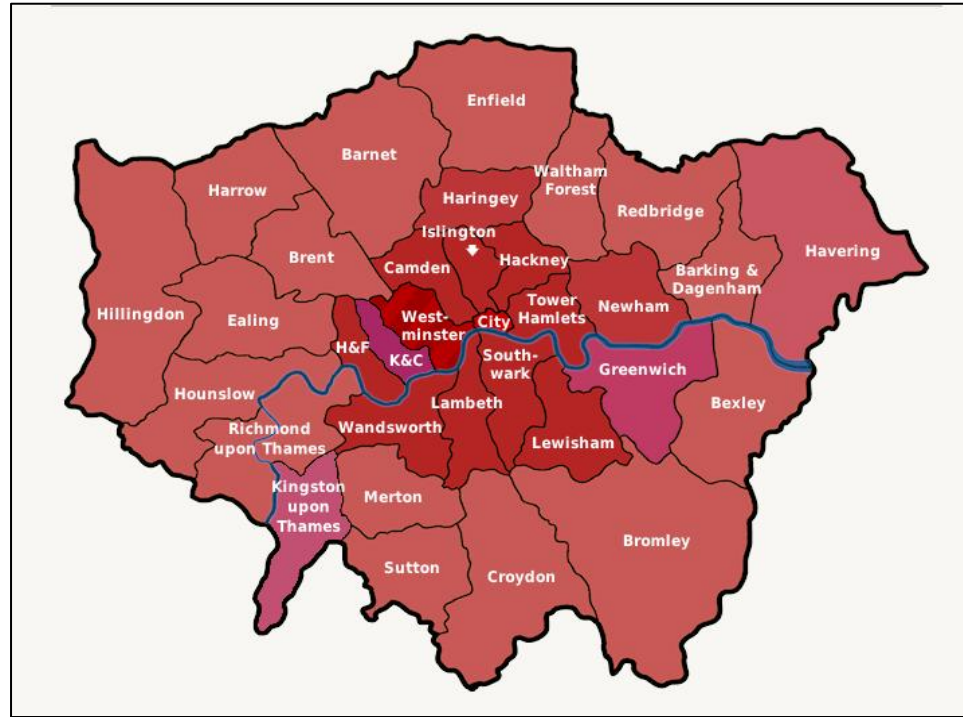 Enfield
Barnet
Waltham
Forest
Harrow
Haringey
Redbridge
Islington
Havering
Brent
Camden
Hackney
Barking &
Dagenham
Hillingdon
Ealing
West-
minster
City
Tower
Hamlets
Newham
H&F
K&C
South-
wark
Greenwich
Hounslow
Lambeth
Bexley
Richmond
upon Thames
Wandsworth
Lewisham
Kingston
upon
Thames
Merton
Bromley
Sutton
Croydon